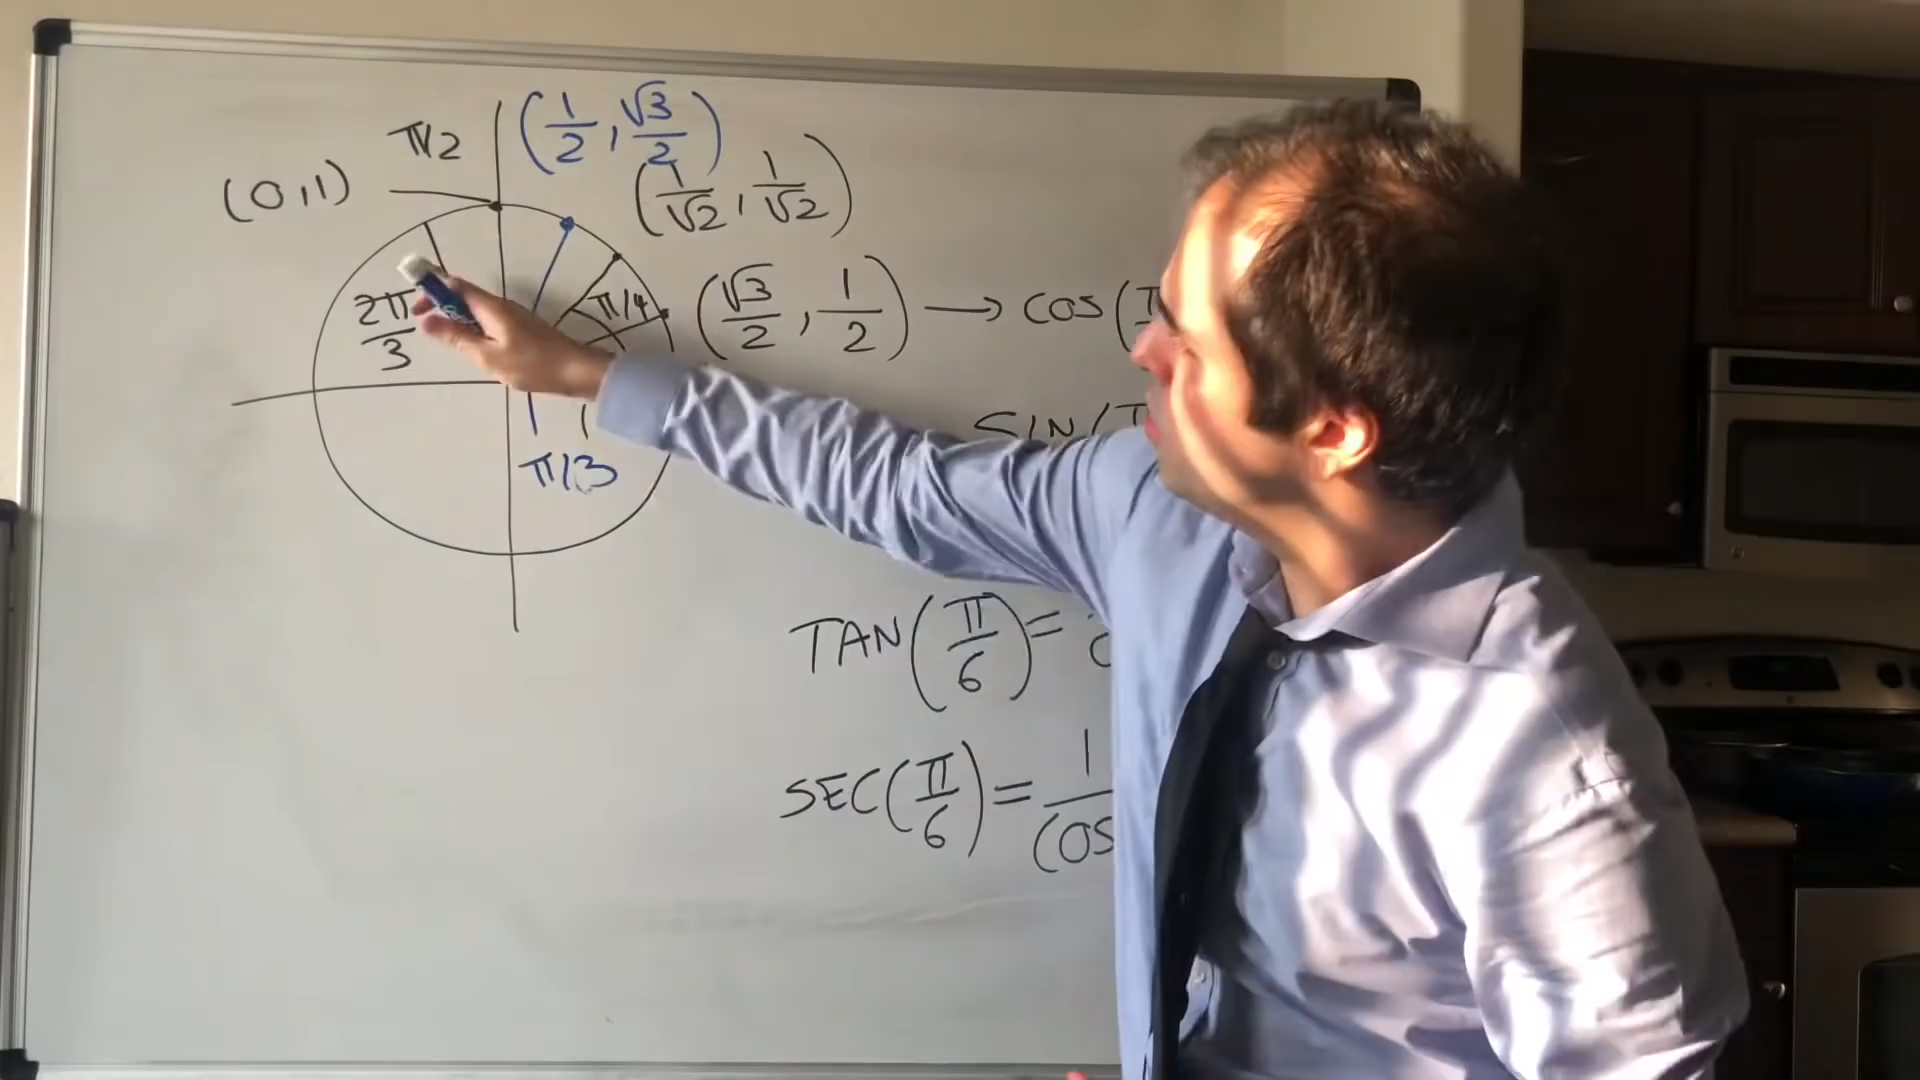 π/2 (1/2, √3/2)
(0,1) (1/√2, 1/√2)
2π/3 π/4 (√3/2, 1/2) → COS(π
SIN(π
π/3
TAN(π/6) =
SEC(π/6) = 1/COS